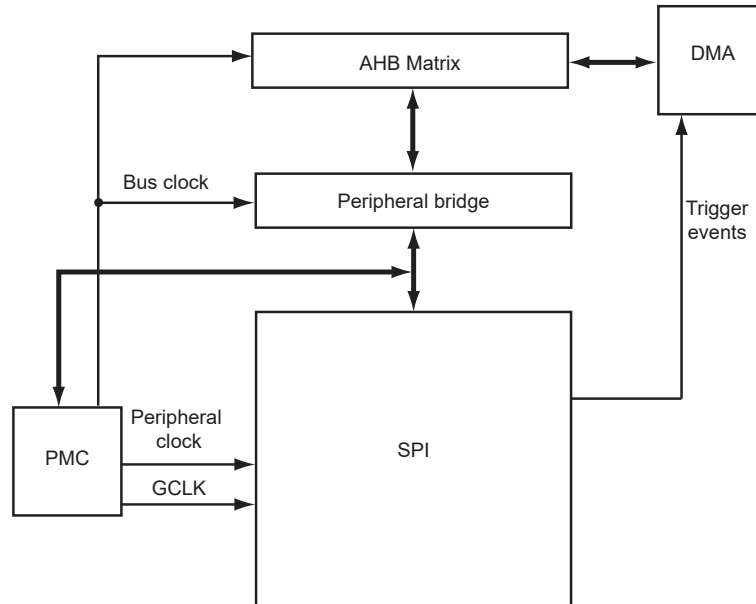 AHB Matrix
DMA
Bus clock
Peripheral bridge
Trigger
events
Peripheral
clock
PMC
SPI
GCLK